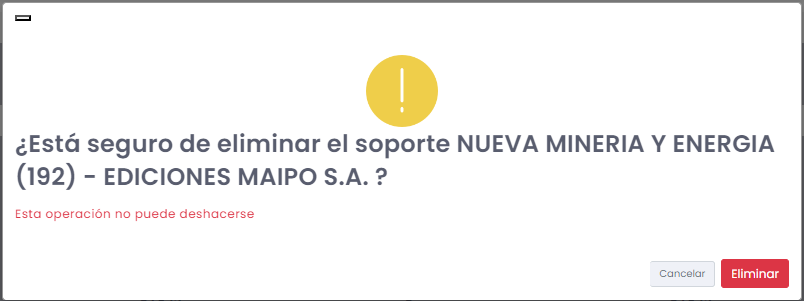 ¿Está seguro de eliminar el soporte NUEVA MINERIA Y ENERGIA
(192) - EDICIONES MAIPO S.A. ?
Esta operación no puede deshacerse
Cancelar
Eliminar